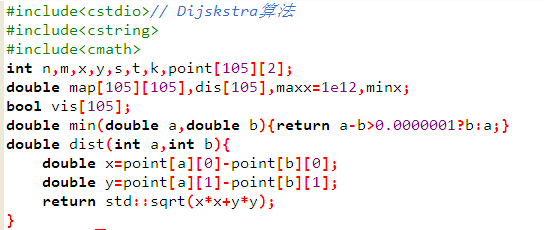 #include<cstdio>// Dijskstra算法
#include<cstring>
#include<cmath>
int n,m,x,y,s,t,k,point[105][2];
double map[105][105],dis[105],maxx=1e12,minx;
bool vis[105];
double min(double a,double b){return a-b>0.0000001?b:a;}
double dist(int a,int b){
    double x=point[a][0]-point[b][0];
    double y=point[a][1]-point[b][1];
    return std::sqrt(x*x+y*y);
}